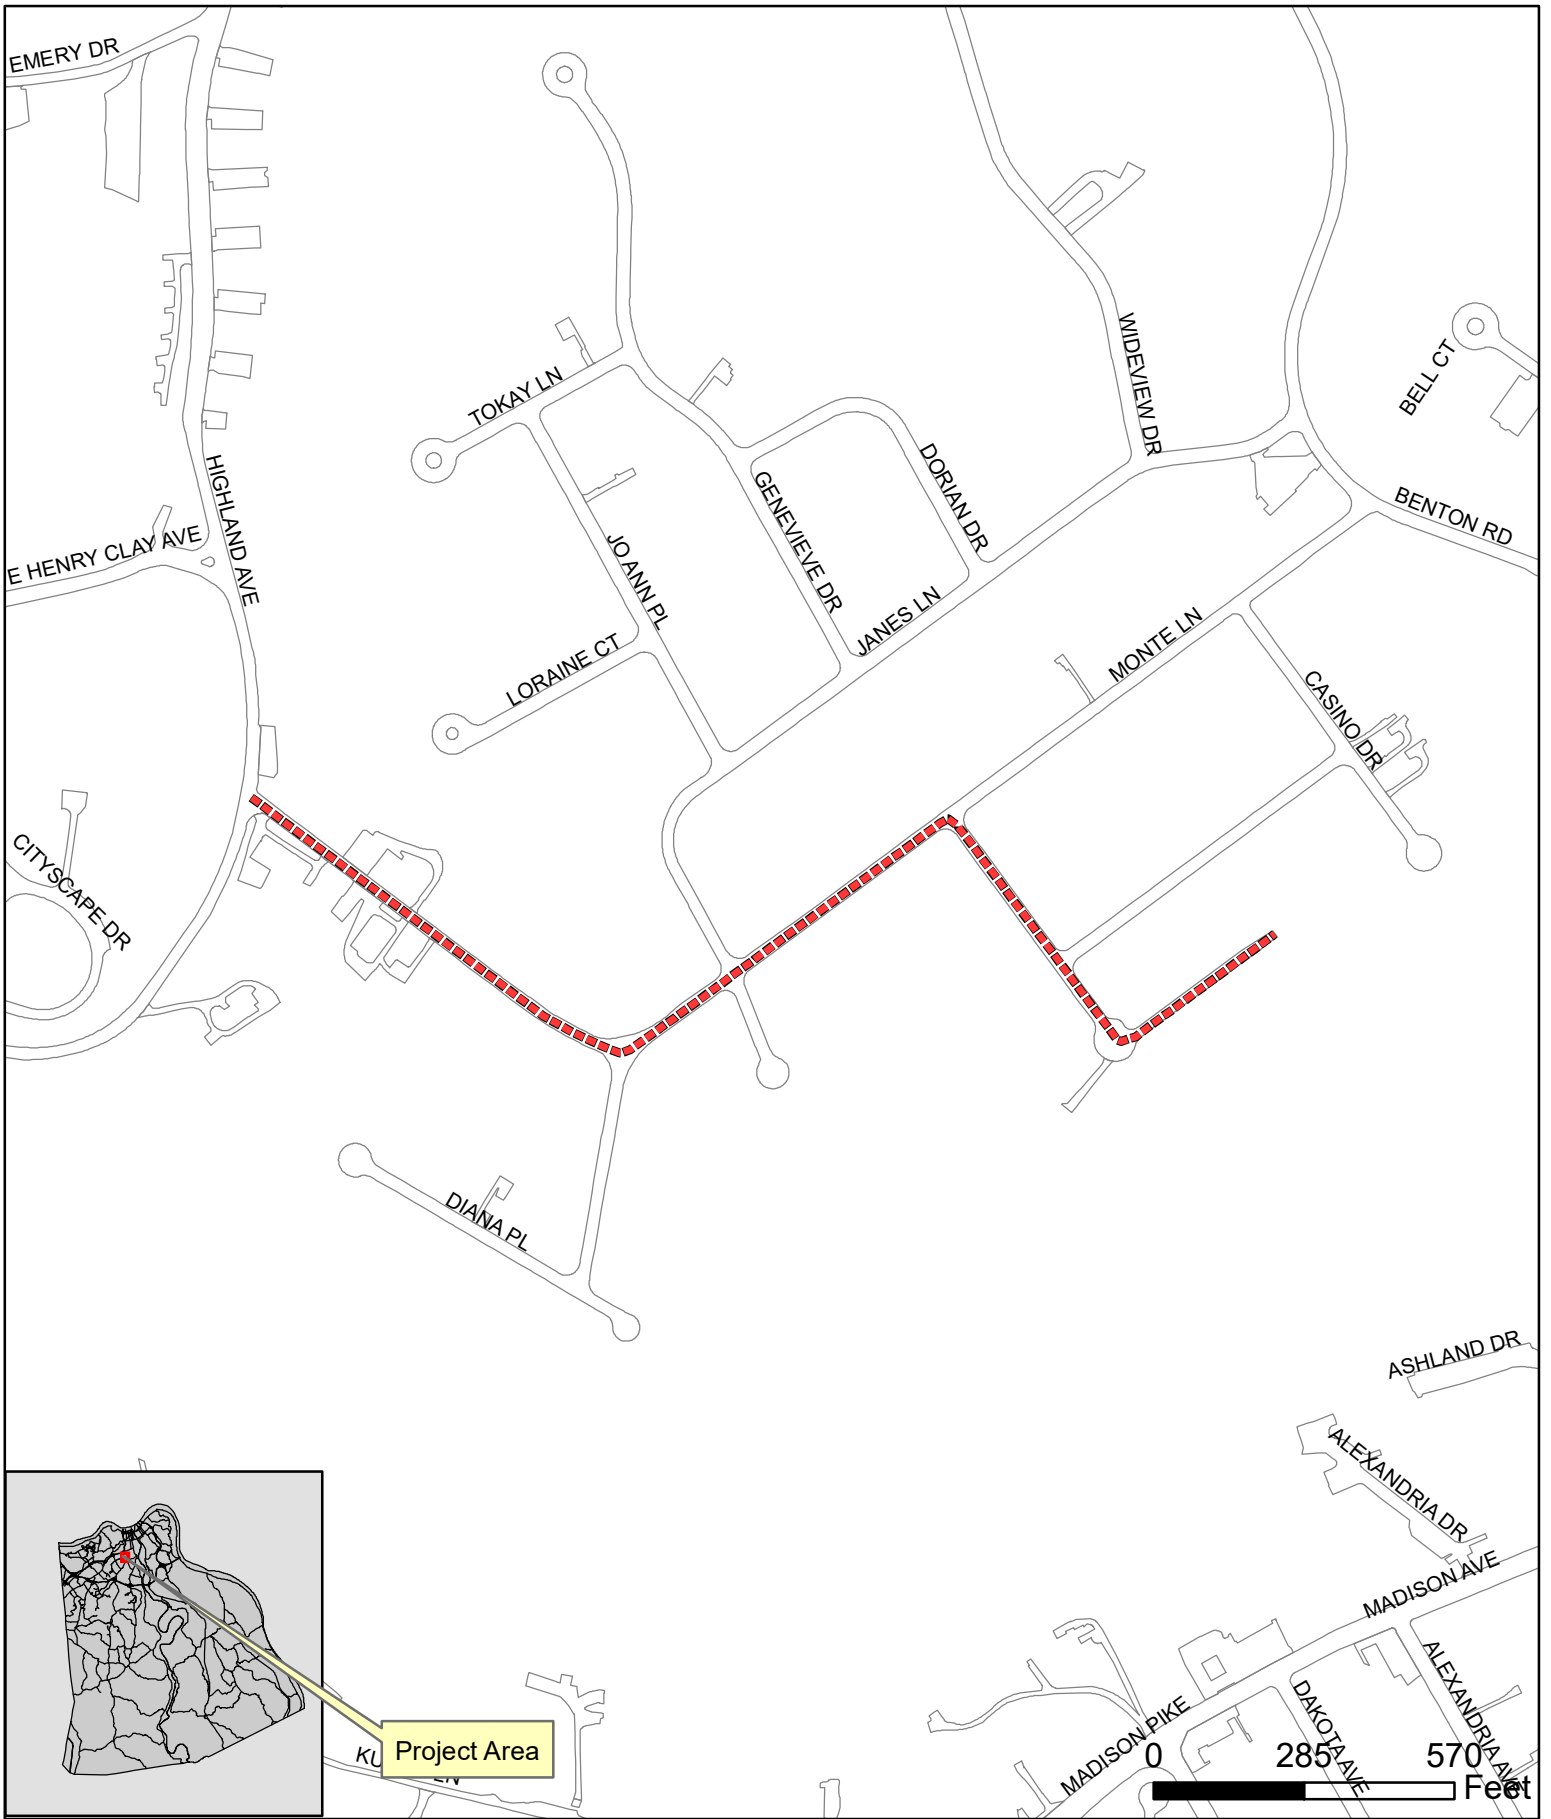 EMERY DR
WIDEVIEW DR
BELL CT
TOKAY LN
HIGHLAND AVE
DORIAN DR
GENEVIEVE DR
BENTON RD
E HENRY CLAY AVE
JO ANN PL
JANES LN
MONTE LN
LORAINE CT
CASINO DR
CITYSCAPE DR
DIANA PL
ASHLAND DR
ALEXANDRIA DR
MADISON AVE
ALEXANDRIA AVE
DAKOTA AVE
MADISON PIKE
Project Area
LN
0 285 570
Feet